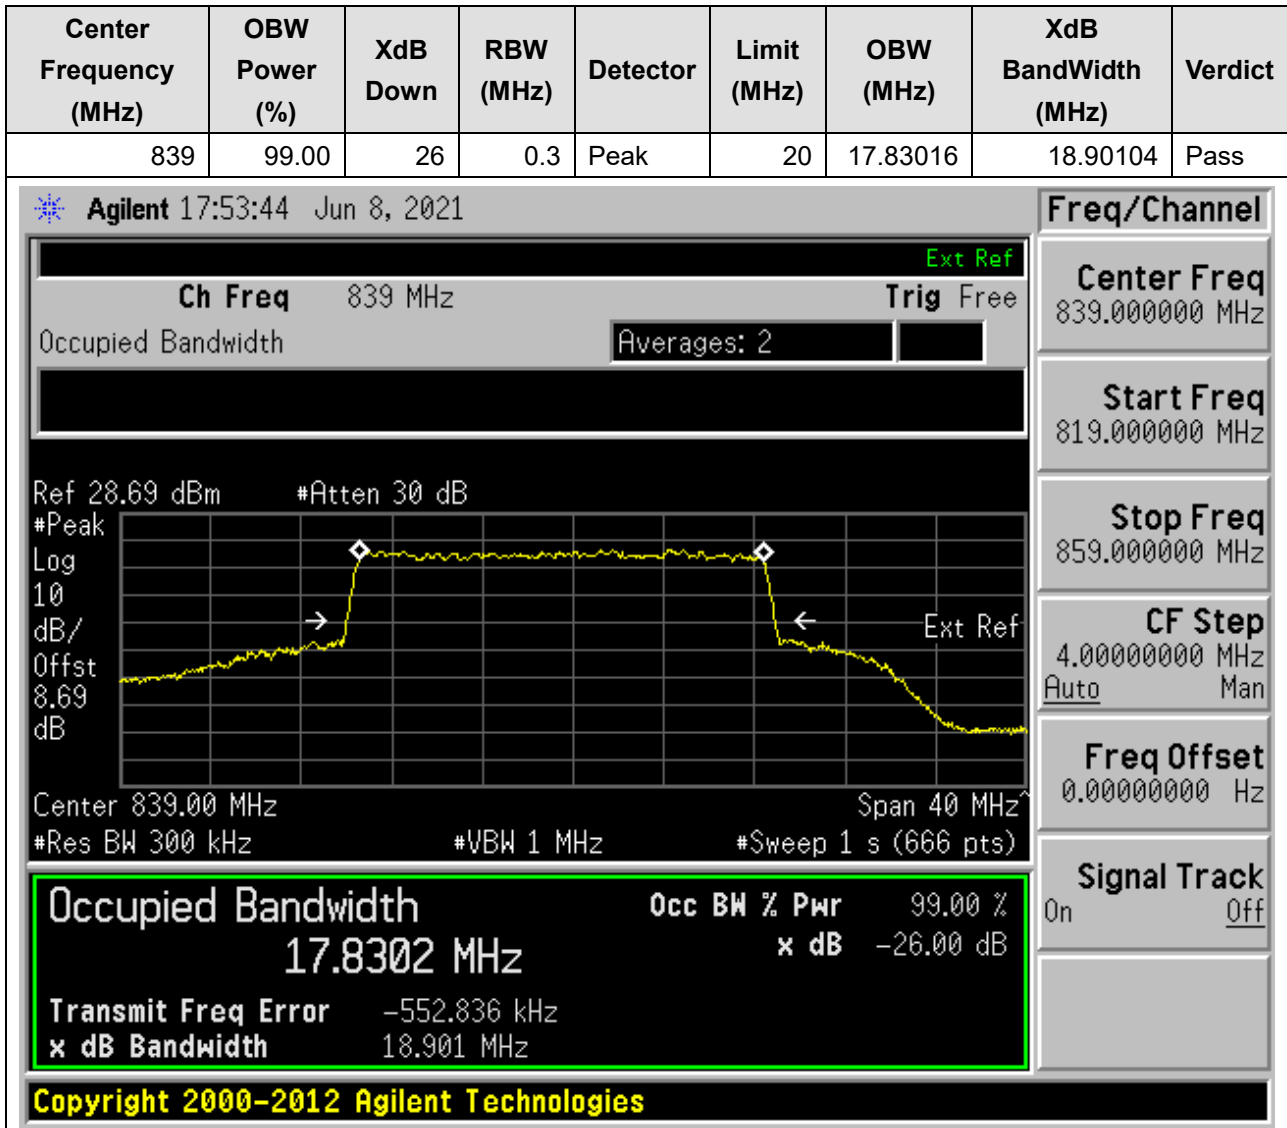 Center Frequency (MHz) OBW Power (%) XdB Down RBW (MHz) Detector Limit (MHz) OBW (MHz) XdB BandWidth (MHz) Verdict
839 99.00 26 0.3 Peak 20 17.83016 18.90104 Pass
Agilent 17:53:44 Jun 8, 2021
Freq/Channel
Ext Ref
Ch Freq 839 MHz Trig Free
Occupied Bandwidth Averages: 2
Center Freq
839.000000 MHz
Start Freq
819.000000 MHz
Stop Freq
859.000000 MHz
CF Step
4.00000000 MHz
Auto Man
Freq Offset
0.00000000 Hz
Signal Track
On Off
Ref 28.69 dBm #Atten 30 dB
#Peak
Log
10
dB/
Offst
8.69
dB
Ext Ref
Center 839.00 MHz Span 40 MHz^
#Res BW 300 kHz #VBW 1 MHz #Sweep 1 s (666 pts)
Occupied Bandwidth
17.8302 MHz
Occ BW % Pwr 99.00 %
x dB -26.00 dB
Transmit Freq Error -552.836 kHz
x dB Bandwidth 18.901 MHz
Copyright 2000-2012 Agilent Technologies